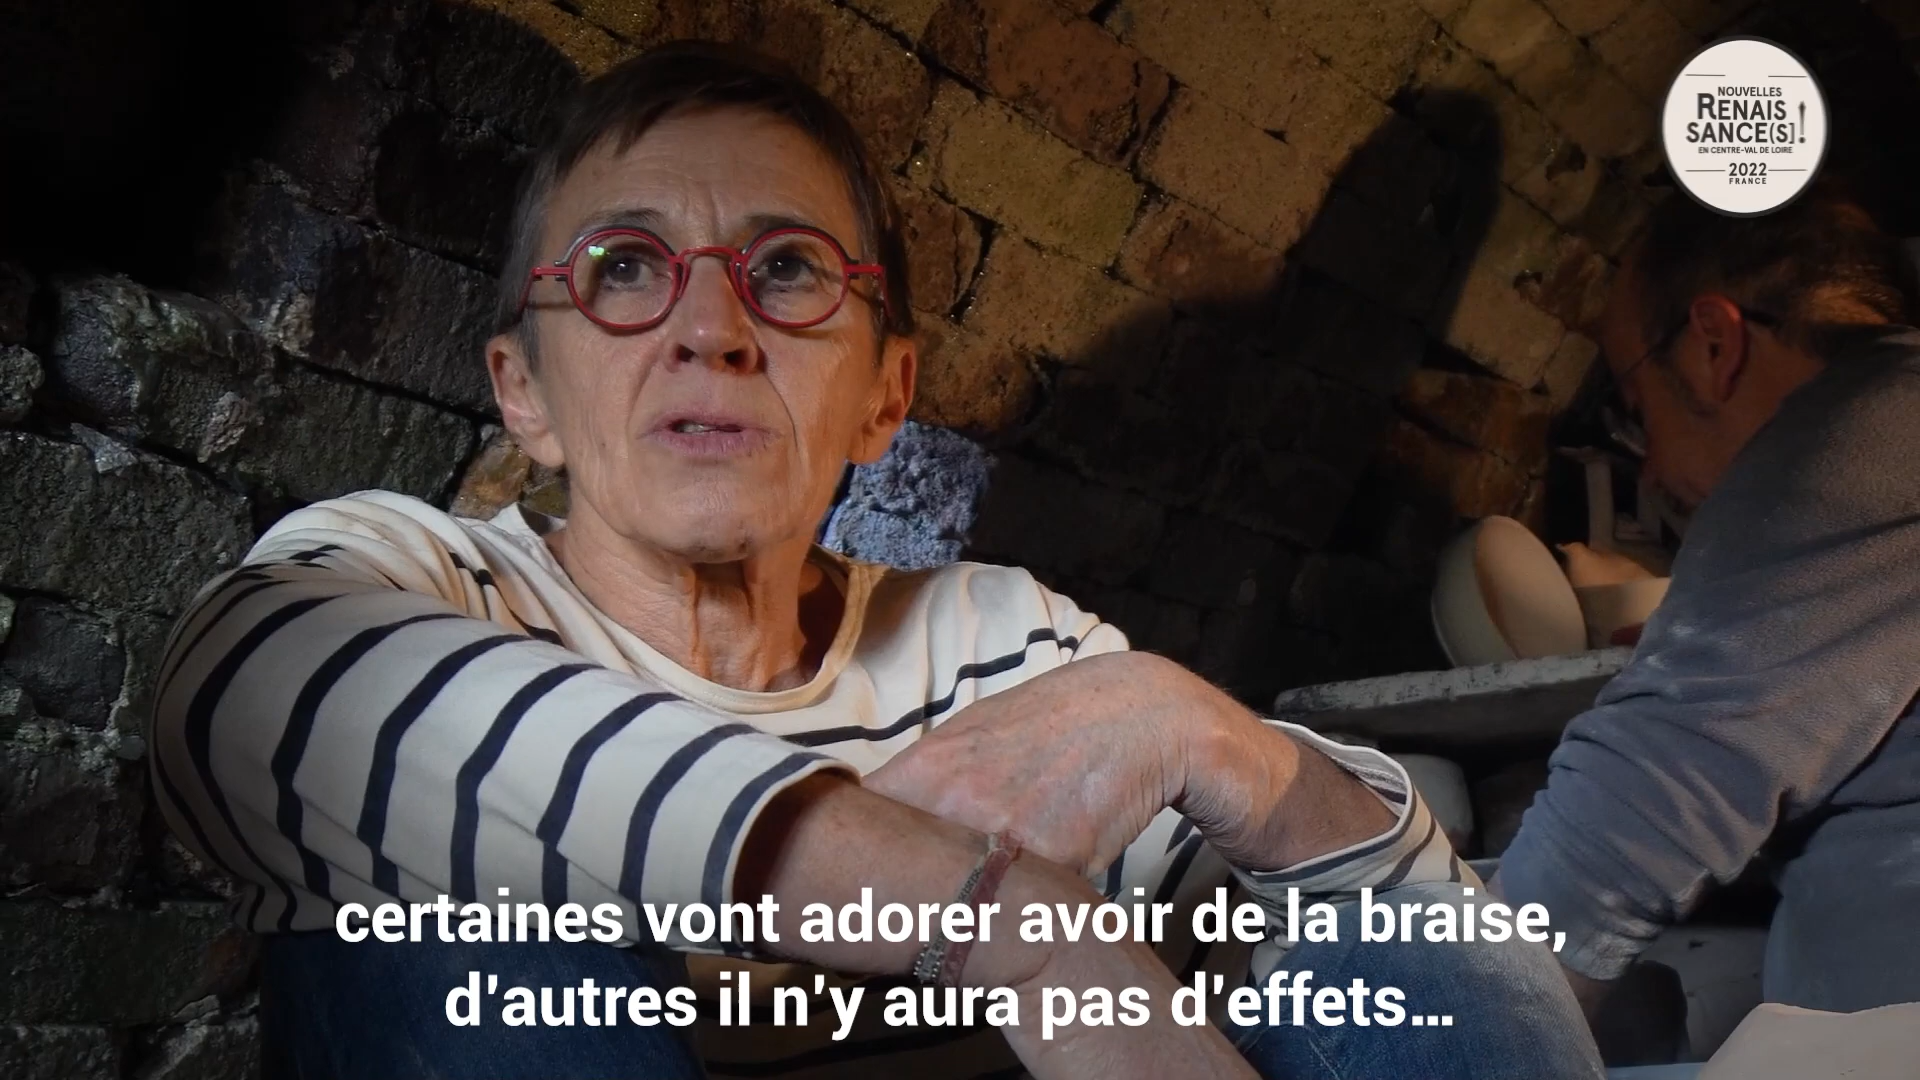 NOUVELLES
RENAIS
SANCE(S)!
EN CENTRE-VAL DE LOIRE
2022
FRANCE
certaines vont adorer avoir de la braise,
d'autres il n'y aura pas d'effets...